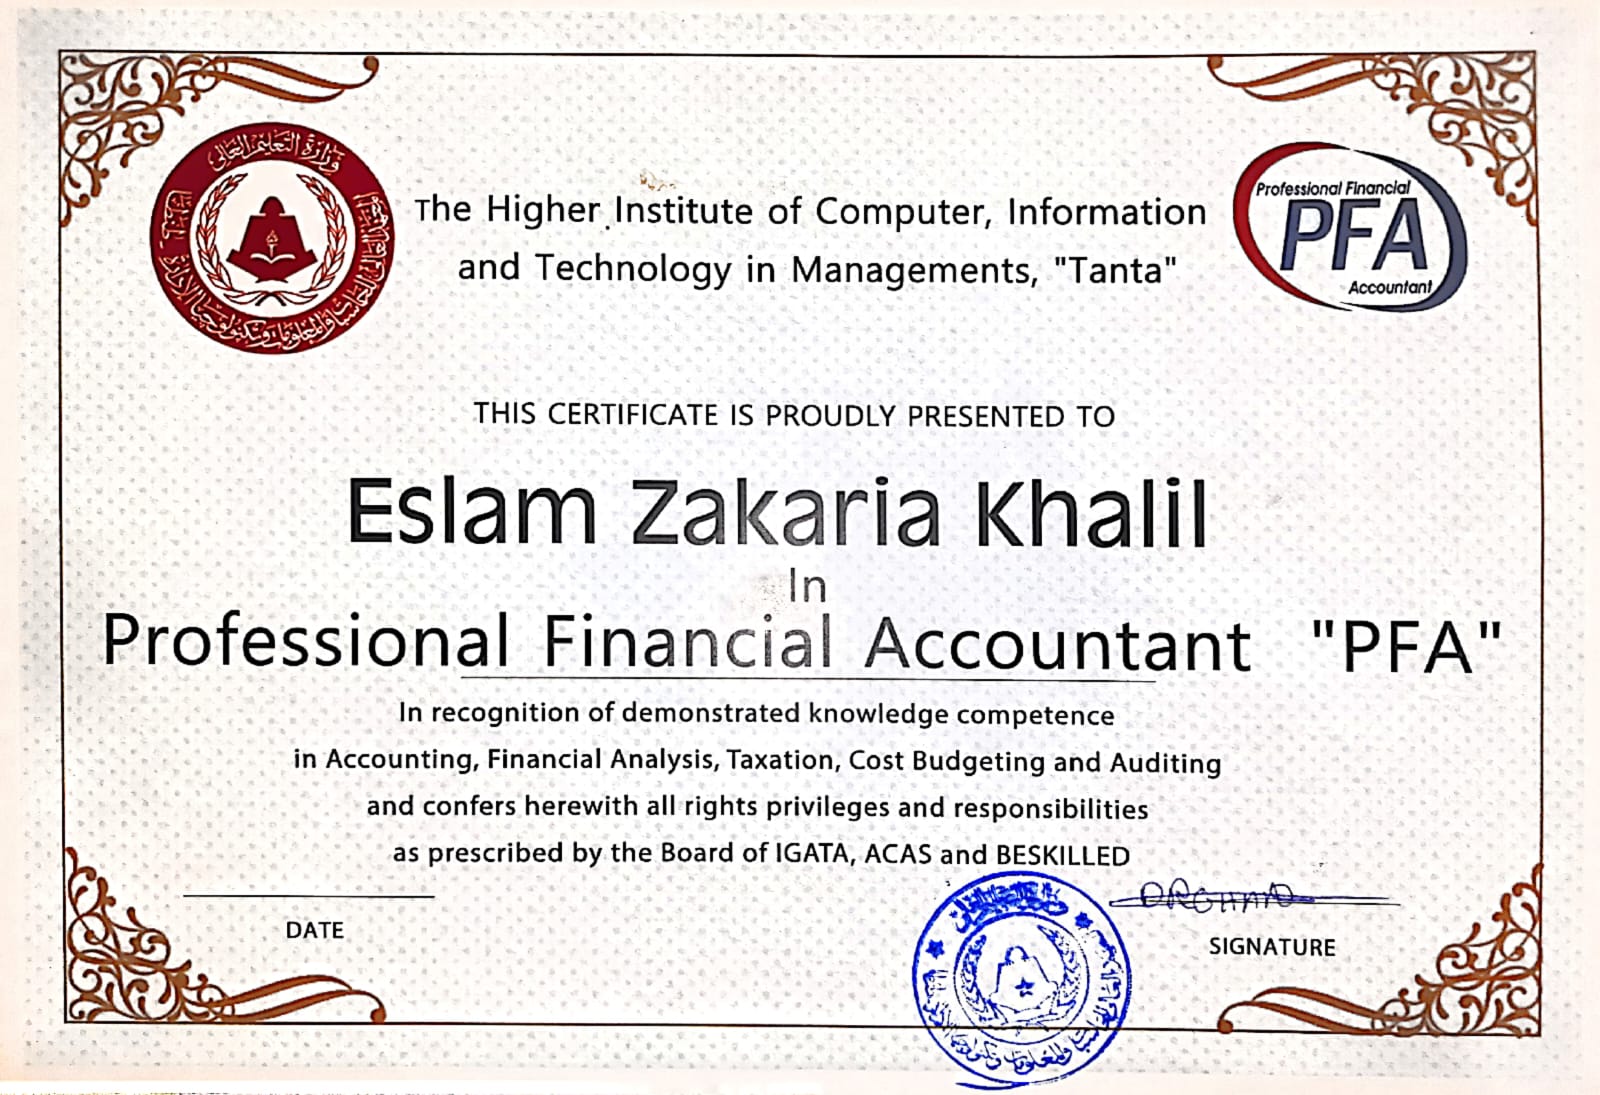 وزارة التعليم العالى
The Higher Institute of Computer, Information
and Technology in Managements, "Tanta"
Professional Financial
PFA
Accountant
THIS CERTIFICATE IS PROUDLY PRESENTED TO
Eslam Zakaria Khalil
In
Professional Financial Accountant "PFA"
In recognition of demonstrated knowledge competence
in Accounting, Financial Analysis, Taxation, Cost Budgeting and Auditing
and confers herewith all rights privileges and responsibilities
as prescribed by the Board of IGATA, ACAS and BESKILLED
DATE
SIGNATURE